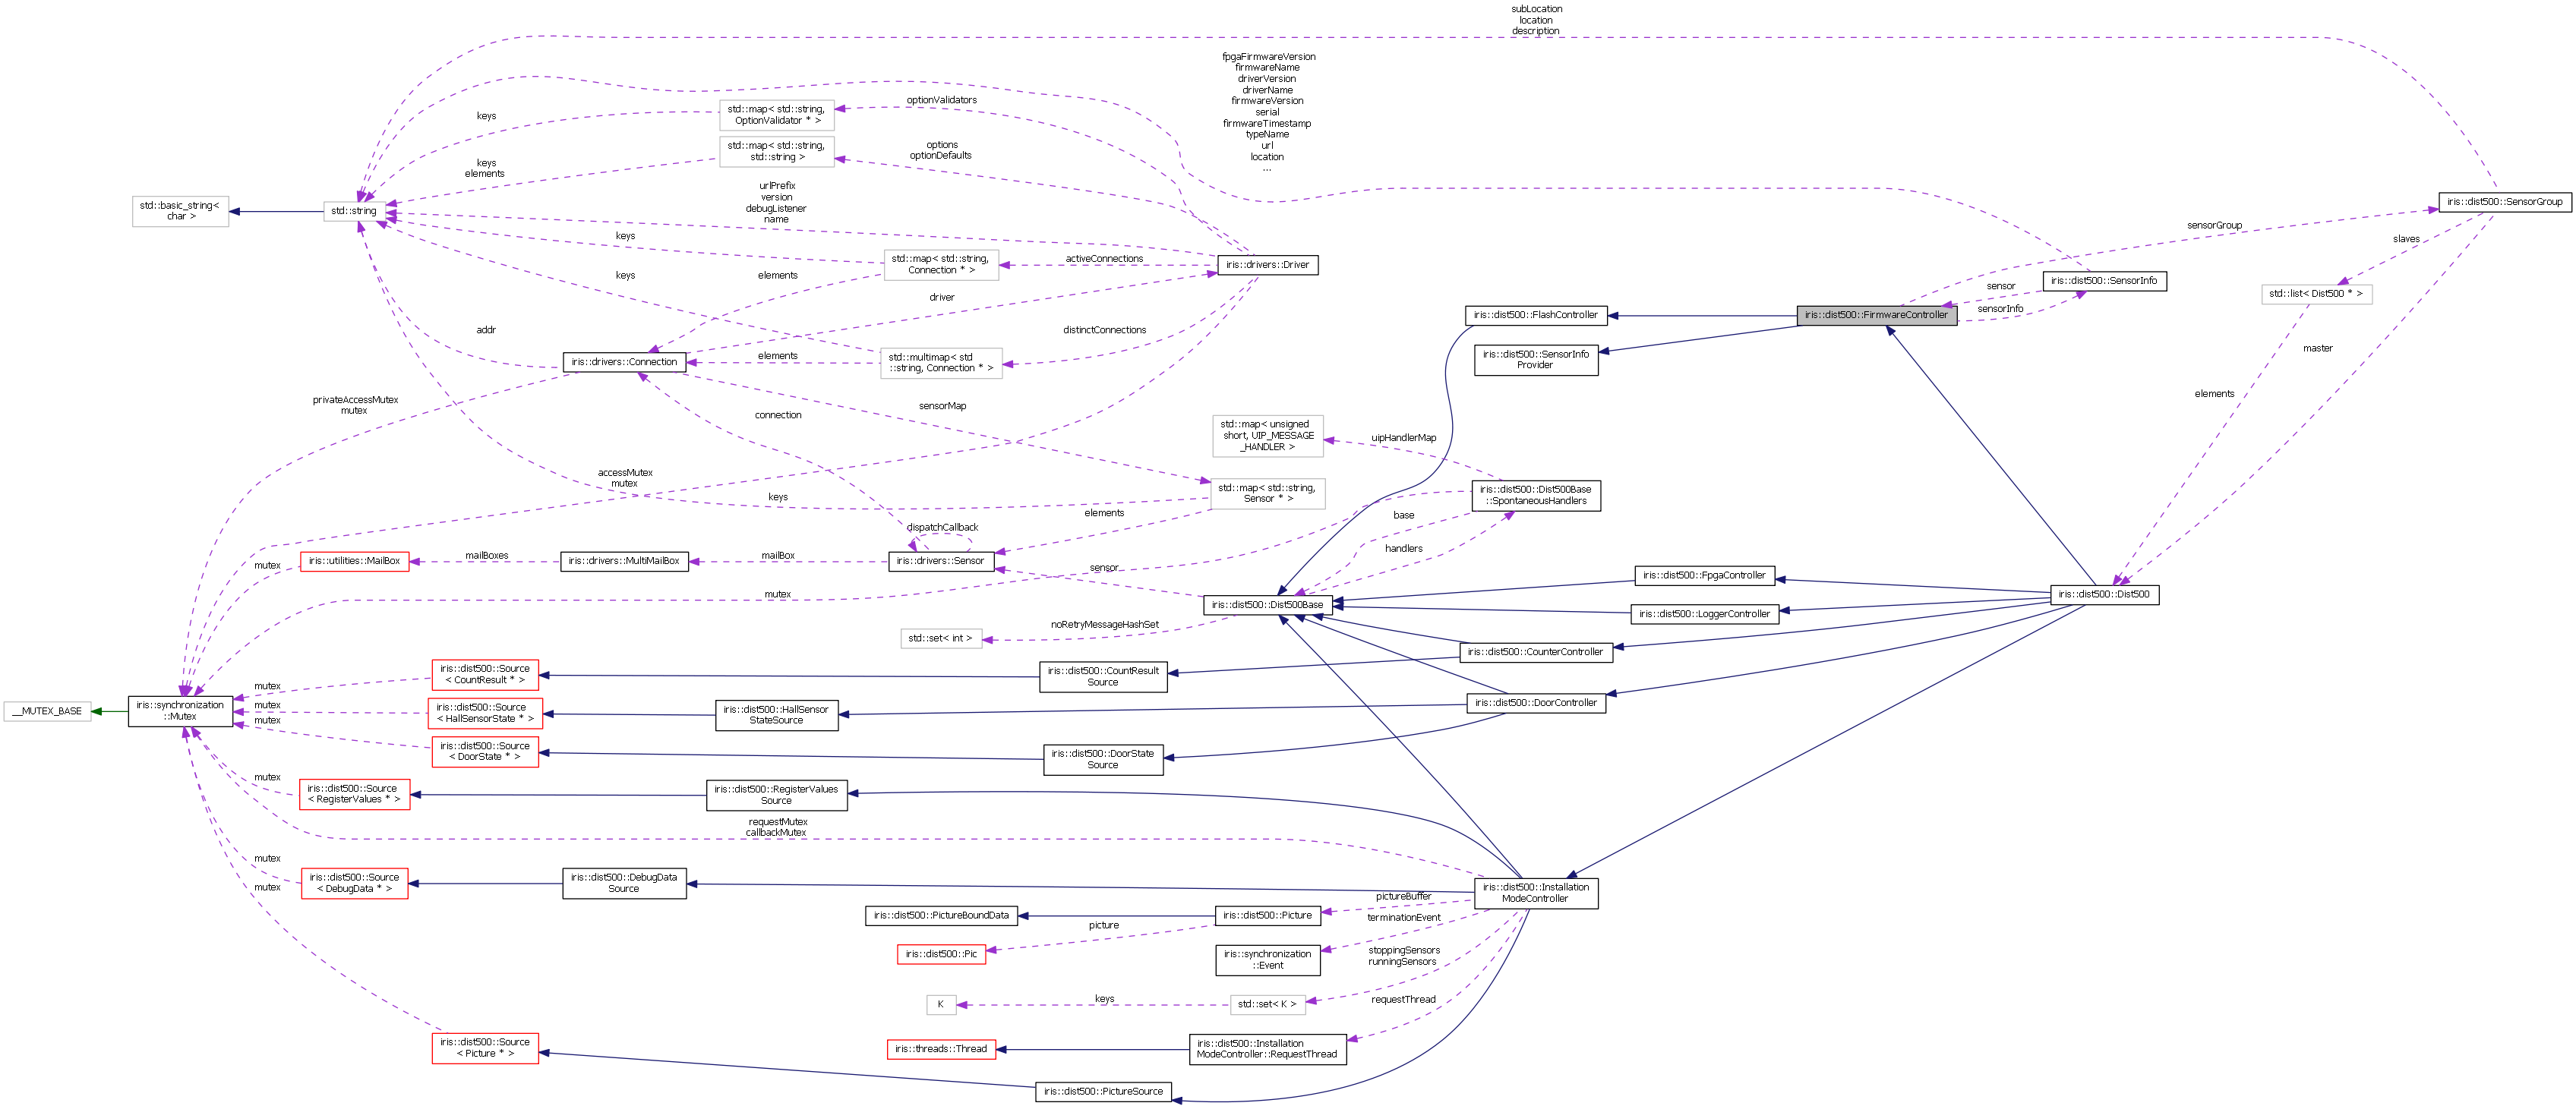 subLocation
location
description
fpgaFirmwareVersion
firmwareName
driverVersion
driverName
firmwareVersion
serial
firmwareTimestamp
typeName
url
location
...
optionValidators
std::map< std::string,
OptionValidator * >
keys
std::map< std::string,
std::string >
options
optionDefaults
keys
elements
urlPrefix
version
debugListener
name
std::basic_string<
char >
std::string
iris::dist500::SensorGroup
sensorGroup
slaves
keys
std::map< std::string,
Connection * >
activeConnections
iris::drivers::Driver
elements
driver
iris::dist500::SensorInfo
sensor
sensorInfo
std::list< Dist500 * >
keys
iris::dist500::FlashController
iris::dist500::FirmwareController
addr
distinctConnections
iris::drivers::Connection
elements
std::multimap< std
::string, Connection * >
iris::dist500::SensorInfo
Provider
master
privateAccessMutex
mutex
sensorMap
connection
elements
std::map< unsigned
short, UIP_MESSAGE
_HANDLER >
uipHandlerMap
accessMutex
mutex
keys
std::map< std::string,
Sensor * >
iris::dist500::Dist500Base
::SpontaneousHandlers
elements
base
dispatchCallback
handlers
mutex
iris::utilities::MailBox
mailBoxes
iris::drivers::MultiMailBox
mailBox
iris::drivers::Sensor
sensor
iris::dist500::FpgaController
mutex
iris::dist500::Dist500Base
iris::dist500::LoggerController
iris::dist500::Dist500
noRetryMessageHashSet
std::set< int >
iris::dist500::CounterController
mutex
iris::dist500::Source
< CountResult * >
iris::dist500::CountResult
Source
__MUTEX_BASE
iris::synchronization
::Mutex
mutex
iris::dist500::Source
< HallSensorState * >
iris::dist500::HallSensor
StateSource
iris::dist500::DoorController
mutex
iris::dist500::Source
< DoorState * >
iris::dist500::DoorState
Source
mutex
iris::dist500::Source
< RegisterValues * >
iris::dist500::RegisterValues
Source
requestMutex
callbackMutex
mutex
iris::dist500::Source
< DebugData * >
iris::dist500::DebugData
Source
iris::dist500::Installation
ModeController
mutex
pictureBuffer
iris::dist500::PictureBoundData
iris::dist500::Picture
terminationEvent
picture
iris::dist500::Pic
iris::synchronization
::Event
stoppingSensors
runningSensors
K
keys
std::set< K >
requestThread
iris::dist500::Source
< Picture * >
iris::threads::Thread
iris::dist500::Installation
ModeController::RequestThread
iris::dist500::PictureSource